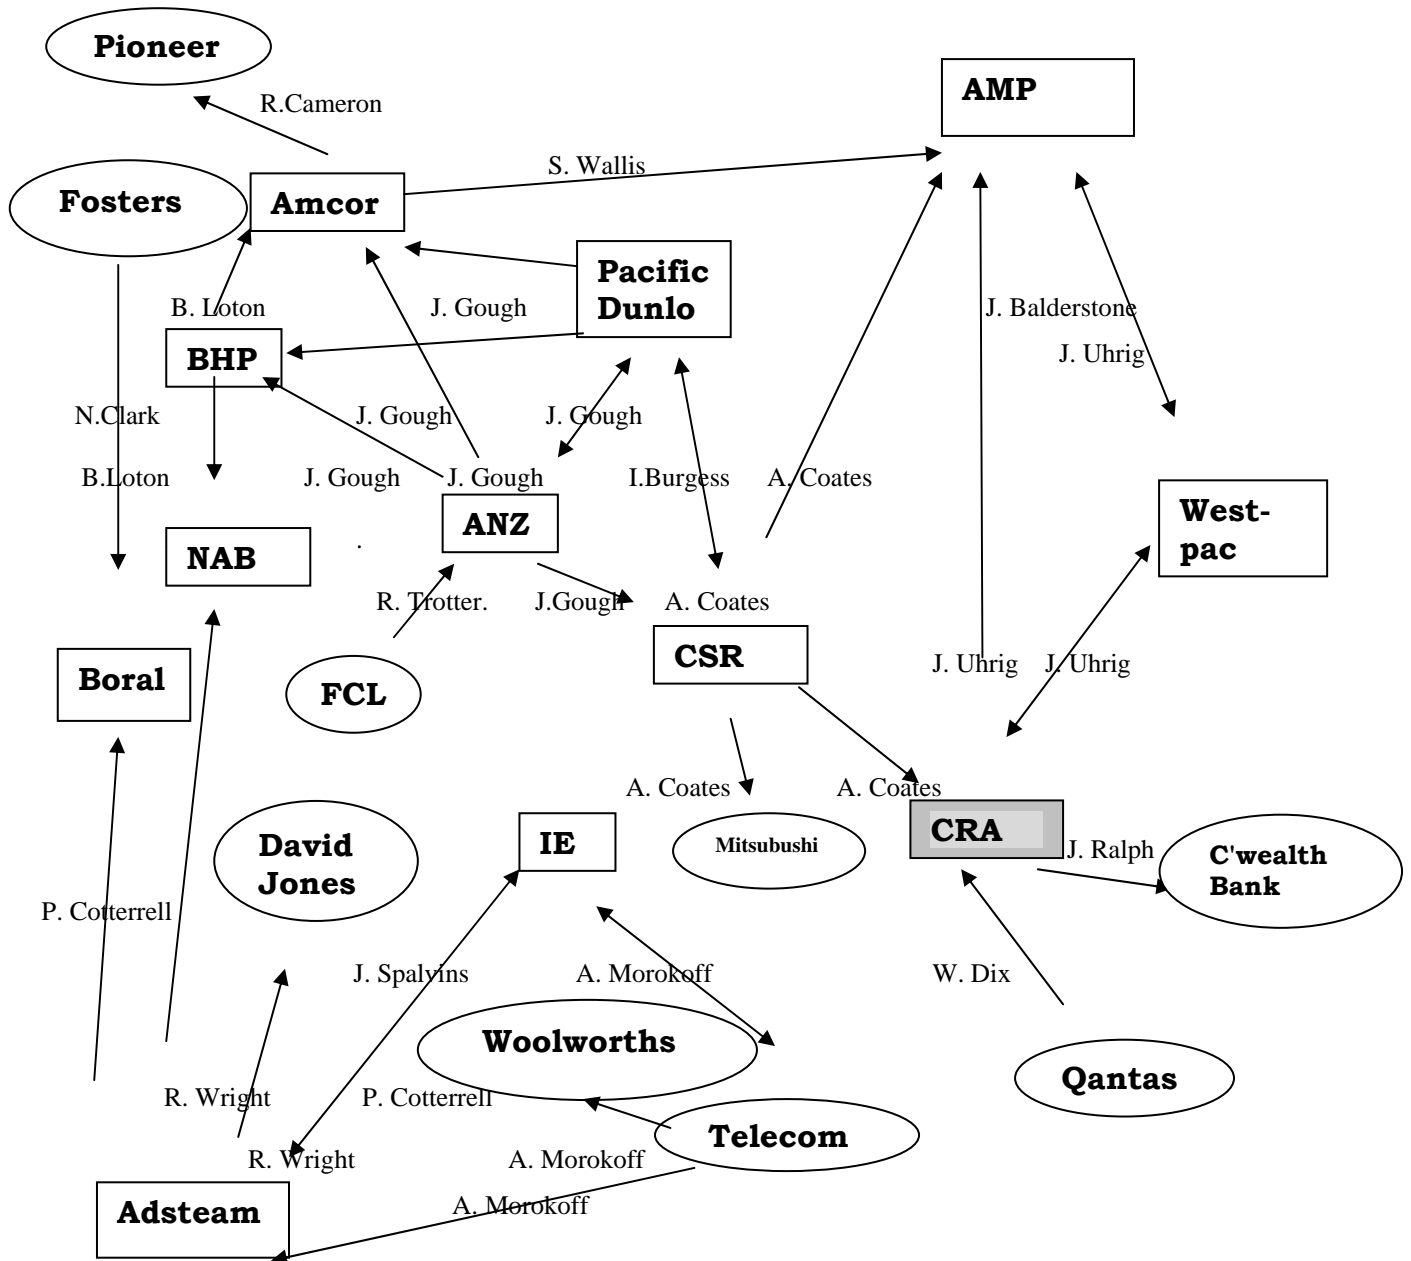 Pioneer
AMP
R.Cameron
S. Wallis
Fosters
Amcor
Pacific
Dunlo
B. Loton
J. Gough
J. Balderstone
BHP
J. Uhrig
N.Clark
J. Gough
J. Gough
B.Loton
J. Gough
J. Gough
I.Burgess
A. Coates
West-
pac
ANZ
NAB
.
R. Trotter.
J.Gough
A. Coates
CSR
J. Uhrig
J. Uhrig
Boral
FCL
A. Coates
A. Coates
CRA
David
Jones
IE
Mitsubushi
J. Ralph
C'wealth
Bank
P. Cotterrell
J. Spalvins
A. Morokoff
W. Dix
Woolworths
Qantas
R. Wright
P. Cotterrell
Telecom
R. Wright
A. Morokoff
A. Morokoff
Adsteam